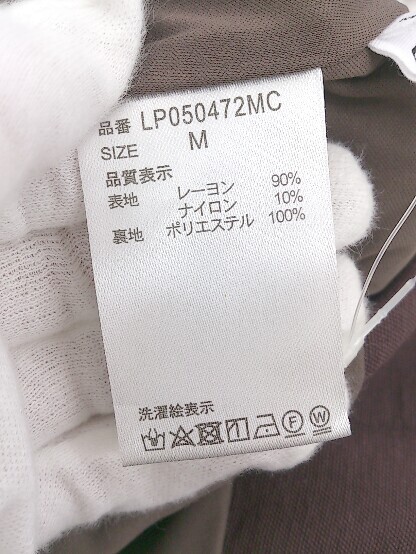 品番 LP050472MC
SIZE M
品質表示
表地 レーヨン 90%
ナイロン 10%
裏地 ポリエステル 100%
洗濯絵表示
F W